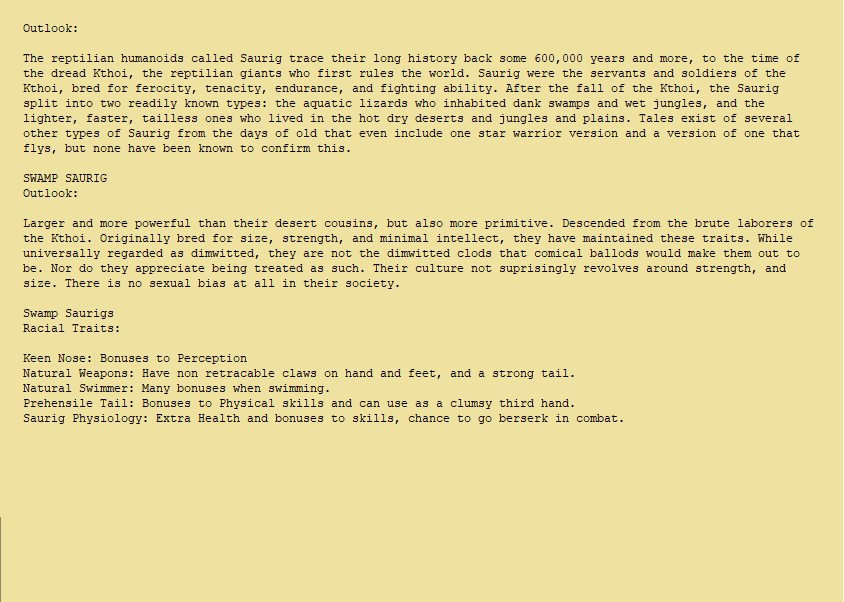 Outlook:
The reptilian humanoids called Saurig trace their long history back some 600,000 years and more, to the time of
the dread Kthoi, the reptilian giants who first rules the world. Saurig were the servants and soldiers of the
Kthoi, bred for ferocity, tenacity, endurance, and fighting ability. After the fall of the Kthoi, the Saurig
split into two readily known types: the aquatic lizards who inhabited dank swamps and wet jungles, and the
lighter, faster, tailless ones who lived in the hot dry deserts and jungles and plains. Tales exist of several
other types of Saurig from the days of old that even include one star warrior version and a version of one that
flys, but none have been known to confirm this.
SWAMP SAURIG
Outlook:
Larger and more powerful than their desert cousins, but also more primitive. Descended from the brute laborers of
the Kthoi. Originally bred for size, strength, and minimal intellect, they have maintained these traits. While
universally regarded as dimwitted, they are not the dimwitted clods that comical ballods would make them out to
be. Nor do they appreciate being treated as such. Their culture not suprisingly revolves around strength, and
size. There is no sexual bias at all in their society.
Swamp Saurigs
Racial Traits:
Keen Nose: Bonuses to Perception
Natural Weapons: Have non retracable claws on hand and feet, and a strong tail.
Natural Swimmer: Many bonuses when swimming.
Prehensile Tail: Bonuses to Physical skills and can use as a clumsy third hand.
Saurig Physiology: Extra Health and bonuses to skills, chance to go berserk in combat.